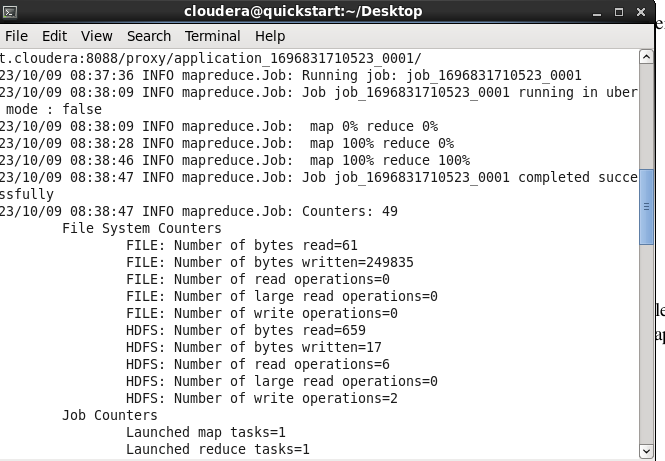 cloudera@quickstart:~/Desktop
File Edit View Search Terminal Help
t.cloudera:8088/proxy/application_1696831710523_0001/
23/10/09 08:37:36 INFO mapreduce.Job: Running job: job_1696831710523_0001
23/10/09 08:38:09 INFO mapreduce.Job: Job job_1696831710523_0001 running in uber
mode : false
23/10/09 08:38:09 INFO mapreduce.Job:  map 0% reduce 0%
23/10/09 08:38:28 INFO mapreduce.Job:  map 100% reduce 0%
23/10/09 08:38:46 INFO mapreduce.Job:  map 100% reduce 100%
23/10/09 08:38:47 INFO mapreduce.Job: Job job_1696831710523_0001 completed succe
ssfully
23/10/09 08:38:47 INFO mapreduce.Job: Counters: 49
File System Counters
FILE: Number of bytes read=61
FILE: Number of bytes written=249835
FILE: Number of read operations=0
FILE: Number of large read operations=0
FILE: Number of write operations=0
HDFS: Number of bytes read=659
HDFS: Number of bytes written=17
HDFS: Number of read operations=6
HDFS: Number of large read operations=0
HDFS: Number of write operations=2
Job Counters
Launched map tasks=1
Launched reduce tasks=1